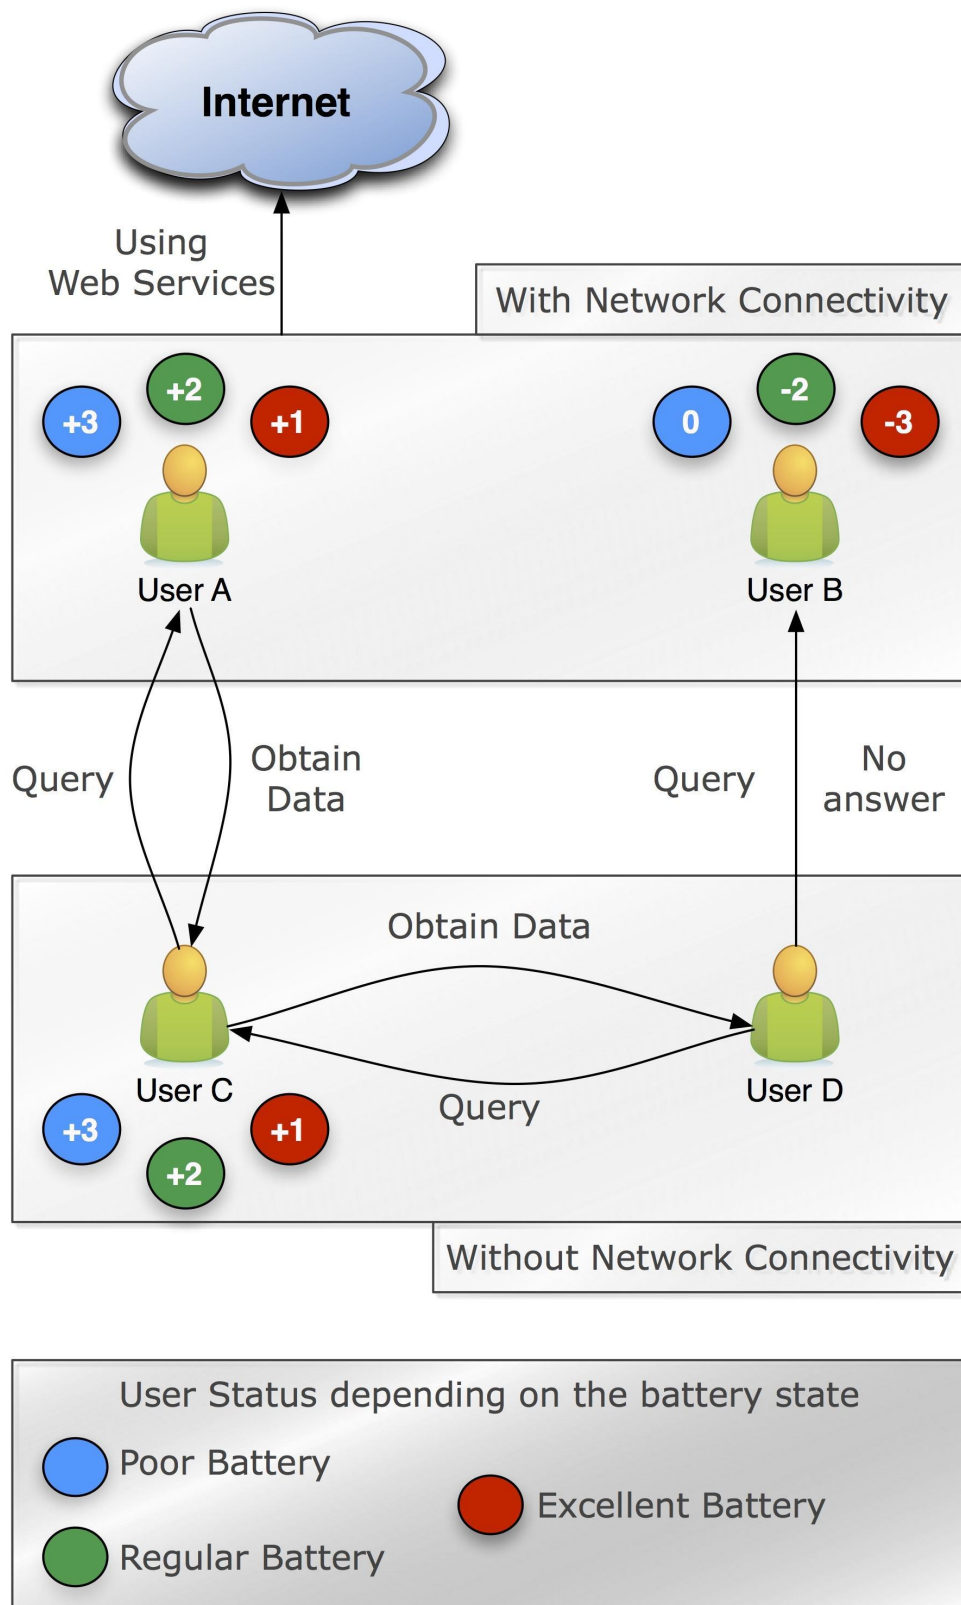 Internet
Using
Web Services
With Network Connectivity
+3
+2
+1
0
-2
-3
User A
User B
Query
Obtain
Data
Query
No
answer
Obtain Data
User C
User D
Query
+3
+2
+1
Without Network Connectivity
User Status depending on the battery state
Poor Battery
Excellent Battery
Regular Battery